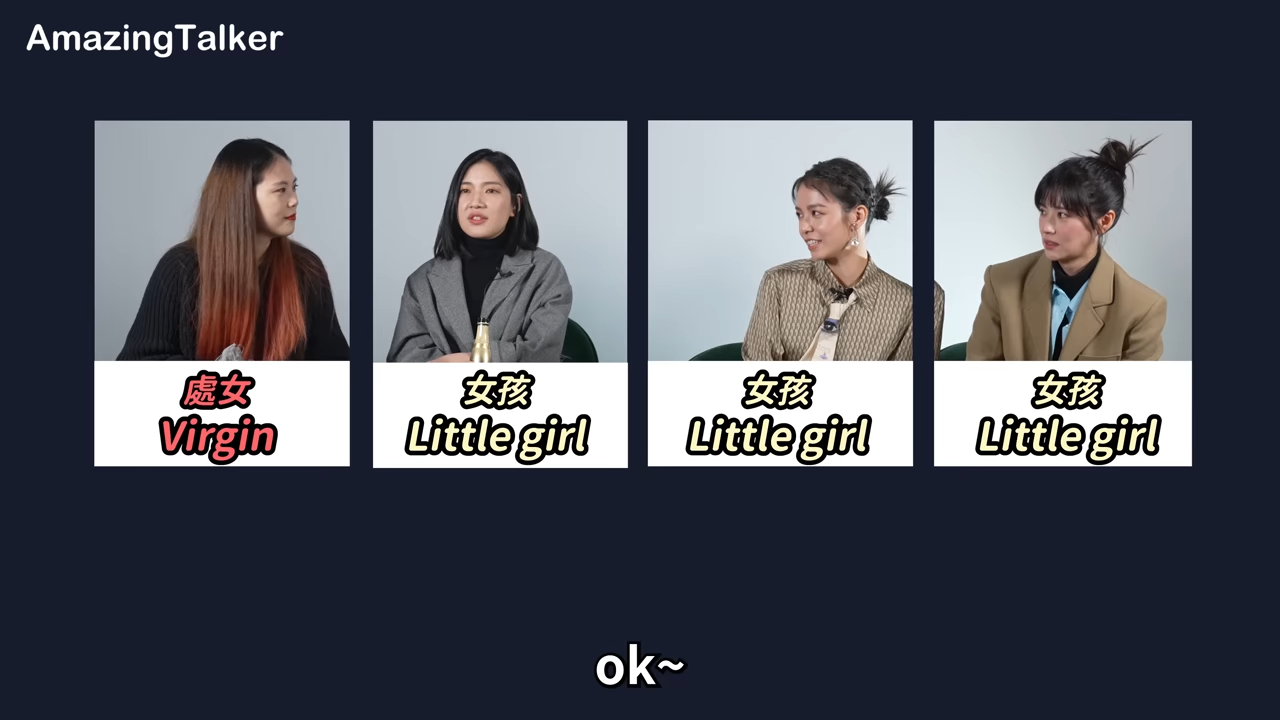 AmazingTalker
處女
Virgin
女孩
Little girl
女孩
Little girl
女孩
Little girl
ok~